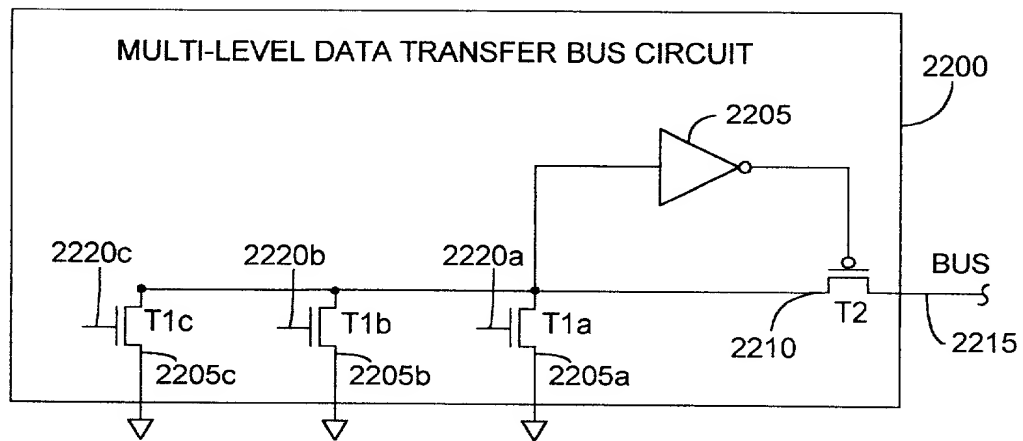 MULTI-LEVEL DATA TRANSFER BUS CIRCUIT
2200
2205
2220c
2220b
2220a
BUS
T1c
T1b
T1a
T2
2210
2215
2205c
2205b
2205a